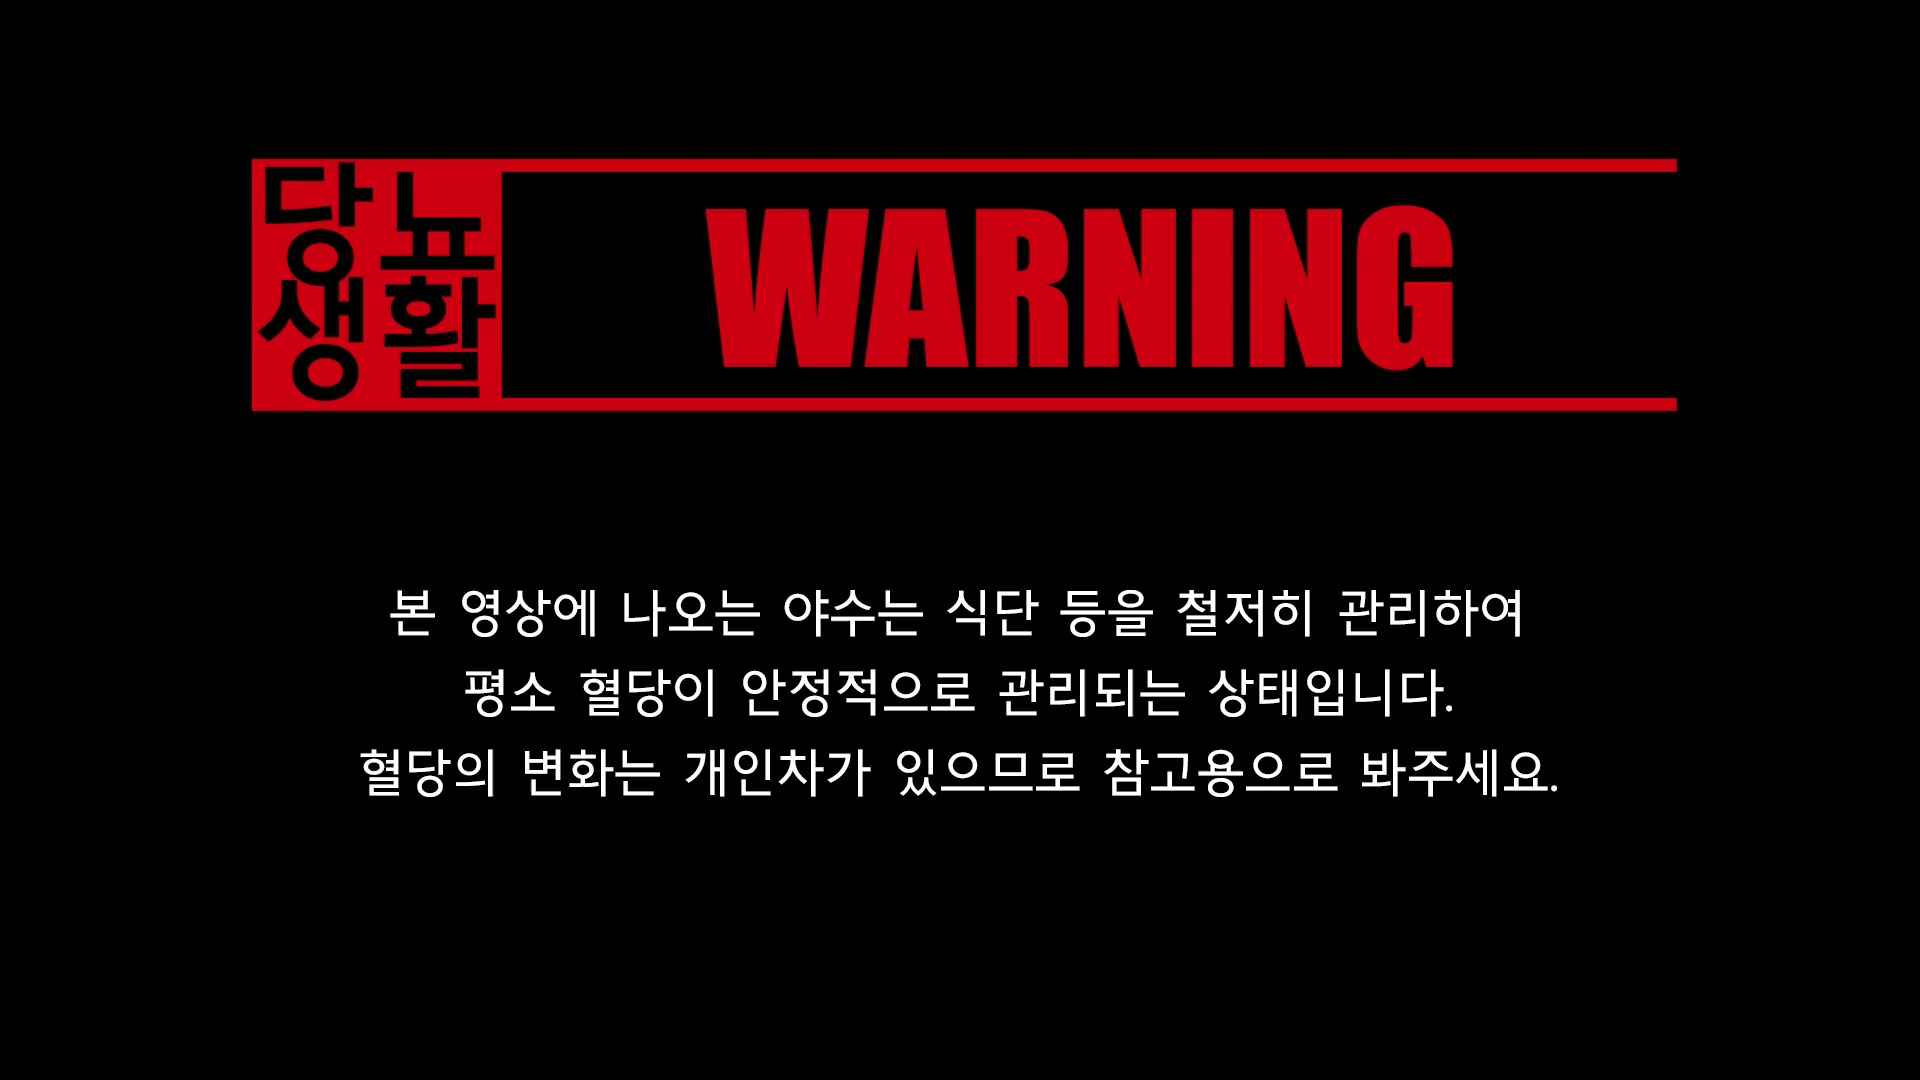 당뇨
생활
WARNING
본 영상에 나오는 야수는 식단 등을 철저히 관리하여
평소 혈당이 안정적으로 관리되는 상태입니다.
혈당의 변화는 개인차가 있으므로 참고용으로 봐주세요.